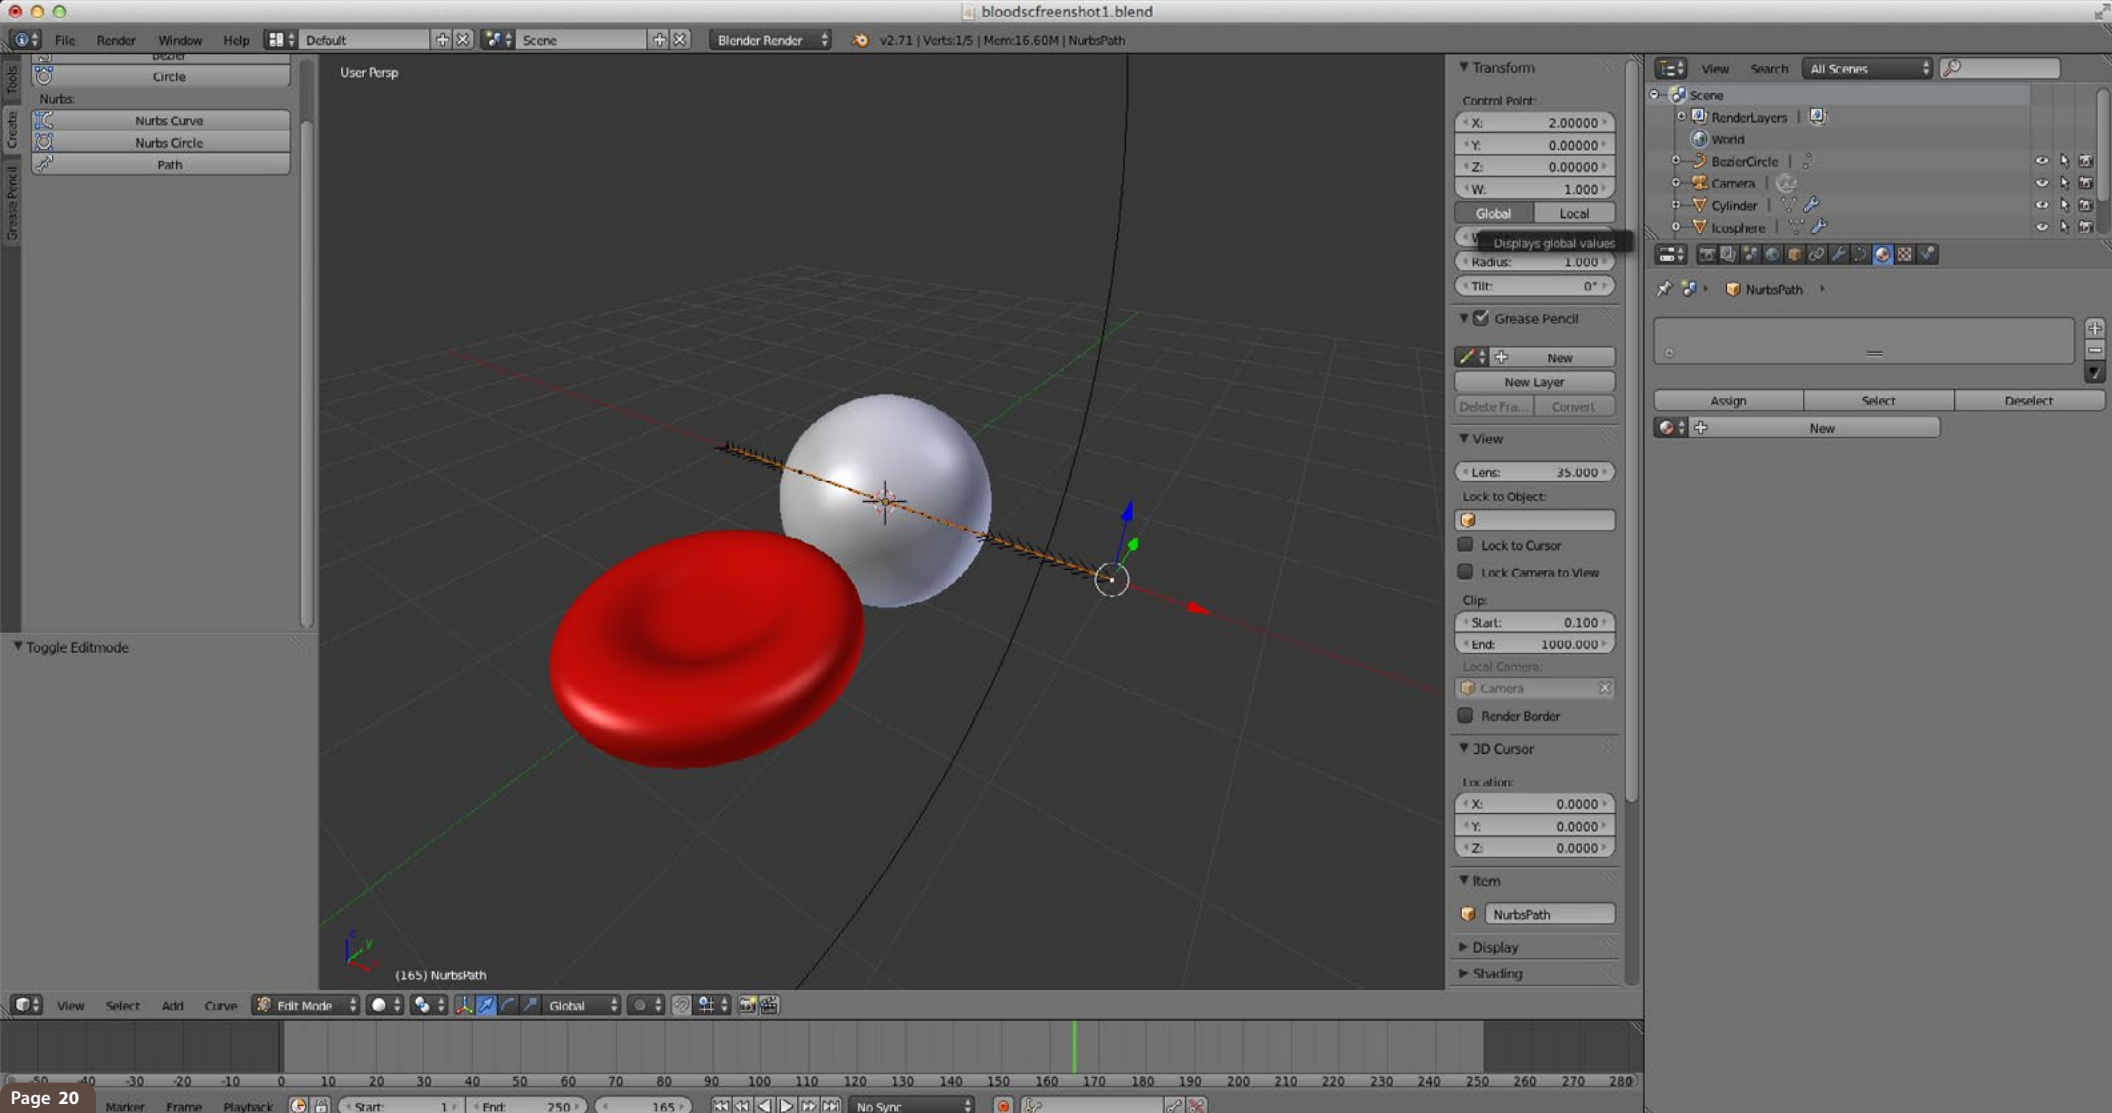 bloodscfreenshot1.blend
File Render Window Help Default Scene Blender Render v2.71 | Verts:1/5 | Mem:16.60M | NurbsPath
Tools
Create
Grease Pencil
Bezier
Circle
Nurbs:
Nurbs Curve
Nurbs Circle
Path
Toggle Editmode
User Persp
z
y
x
(165) NurbsPath
Transform
Control Point:
X: 2.00000
Y: 0.00000
Z: 0.00000
W: 1.000
Global Local
Displays global values
Radius: 1.000
Tilt: 0°
Grease Pencil
New
New Layer
Delete Fra... Convert
View
Lens: 35.000
Lock to Object:
Lock to Cursor
Lock Camera to View
Clip:
Start: 0.100
End: 1000.000
Local Camera:
Camera
Render Border
3D Cursor
Location:
X: 0.0000
Y: 0.0000
Z: 0.0000
Item
NurbsPath
Display
Shading
View Search All Scenes
Scene
RenderLayers |
World
BezierCircle |
Camera |
Cylinder |
Icosphere |
NurbsPath
Assign Select Deselect
New
View Select Add Curve Edit Mode Global
-50 -40 -30 -20 -10 0 10 20 30 40 50 60 70 80 90 100 110 120 130 140 150 160 170 180 190 200 210 220 230 240 250 260 270 280
Page 20
Marker Frame Playback Start: 1 End: 250 165 No Sync